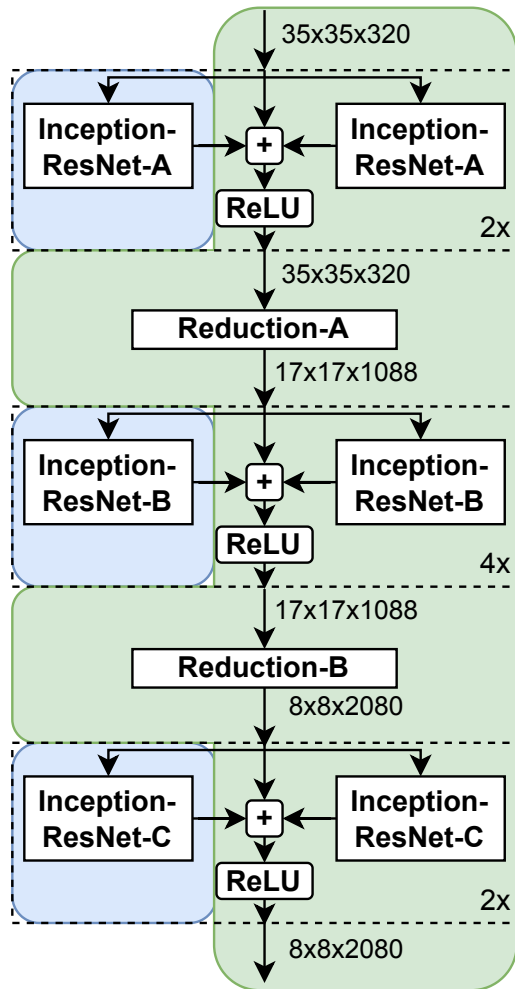 35x35x320
Inception-
ResNet-A
+
Inception-
ResNet-A
ReLU
2x
35x35x320
Reduction-A
17x17x1088
Inception-
ResNet-B
+
Inception-
ResNet-B
ReLU
4x
17x17x1088
Reduction-B
8x8x2080
Inception-
ResNet-C
+
Inception-
ResNet-C
ReLU
2x
8x8x2080